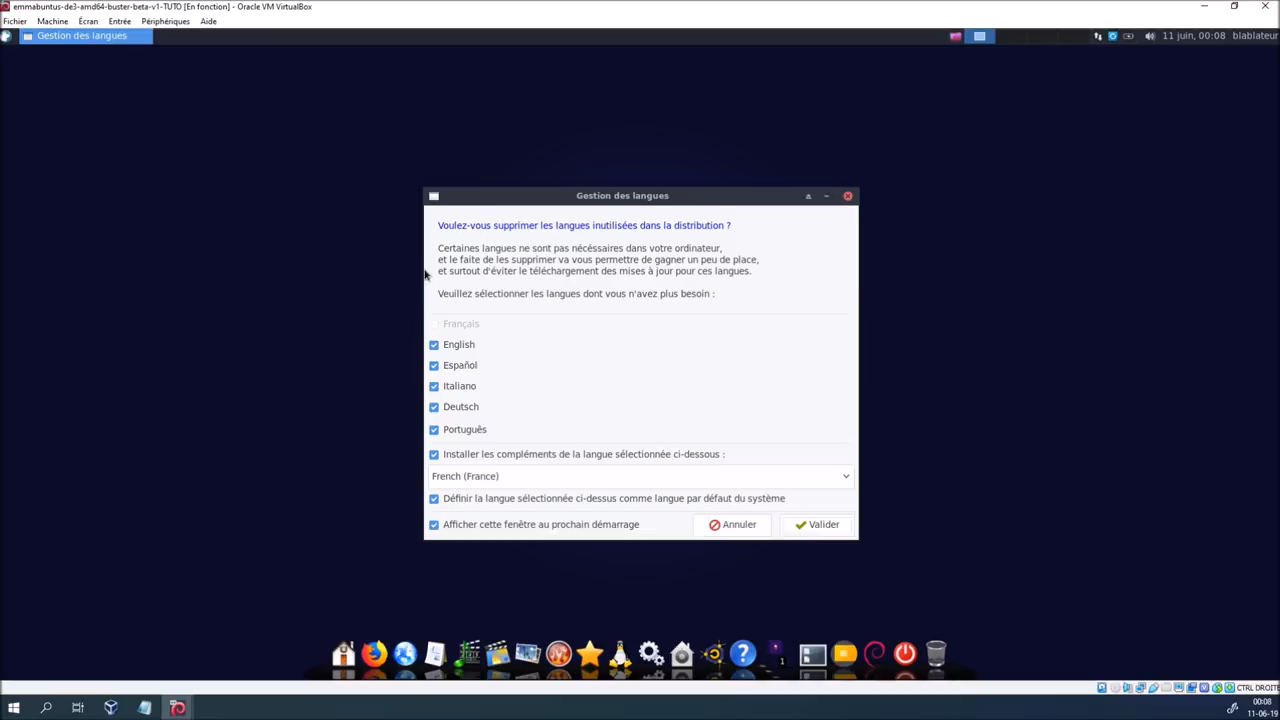 emmabuntus-de3-amd64-buster-beta-v1-TUTO [En fonction] - Oracle VM VirtualBox
Fichier Machine Écran Entrée Périphériques Aide
Gestion des langues
11 juin, 00:08 blablateur
Gestion des langues
Voulez-vous supprimer les langues inutilisées dans la distribution ?
Certaines langues ne sont pas nécéssaires dans votre ordinateur,
et le faite de les supprimer va vous permettre de gagner un peu de place,
et surtout d'éviter le téléchargement des mises à jour pour ces langues.
Veuillez sélectionner les langues dont vous n'avez plus besoin :
Français
English
Español
Italiano
Deutsch
Português
Installer les compléments de la langue sélectionnée ci-dessous :
French (France)
Définir la langue sélectionnée ci-dessus comme langue par défaut du système
Afficher cette fenêtre au prochain démarrage
Annuler
Valider
1
CTRL DROITE
00:08
11-06-19